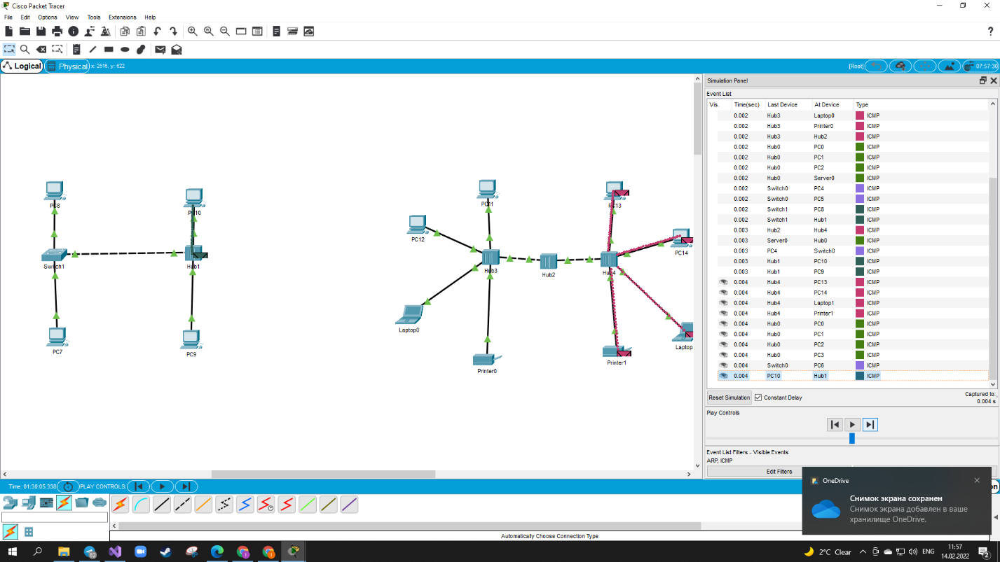 Cisco Packet Tracer
File Edit Options View Tools Extensions Help
Logical Physical x: 2516, y: 622 [Root] 07:57:30
PC8
PC10
Switch1
Hub1
PC7
PC9
PC11
PC12
Hub3
Hub2
Laptop0
Printer0
PC13
PC14
Hub4
Laptop
Printer1
Simulation Panel
Event List
Vis. Time(sec) Last Device At Device Type
0.002 Hub3 Laptop0 ICMP
0.002 Hub3 Printer0 ICMP
0.002 Hub3 Hub2 ICMP
0.002 Hub0 PC0 ICMP
0.002 Hub0 PC1 ICMP
0.002 Hub0 PC2 ICMP
0.002 Hub0 Server0 ICMP
0.002 Switch0 PC4 ICMP
0.002 Switch0 PC5 ICMP
0.002 Switch1 PC8 ICMP
0.002 Switch1 Hub1 ICMP
0.003 Hub2 Hub4 ICMP
0.003 Server0 Hub0 ICMP
0.003 PC4 Switch0 ICMP
0.003 Hub1 PC10 ICMP
0.003 Hub1 PC9 ICMP
0.004 Hub4 PC13 ICMP
0.004 Hub4 PC14 ICMP
0.004 Hub4 Laptop1 ICMP
0.004 Hub4 Printer1 ICMP
0.004 Hub0 PC0 ICMP
0.004 Hub0 PC1 ICMP
0.004 Hub0 PC2 ICMP
0.004 Hub0 PC3 ICMP
0.004 Switch0 PC6 ICMP
0.004 PC10 Hub1 ICMP
Reset Simulation Constant Delay Captured to:
0.004 s
Play Controls
Event List Filters - Visible Events
ARP, ICMP
Edit Filters
Time: 01:30:05.338 PLAY CONTROLS:
on
OneDrive
Снимок экрана сохранен
Снимок экрана добавлен в ваше
хранилище OneDrive.
Automatically Choose Connection Type
82
2°C Clear ENG 11:57
14.02.2022
2